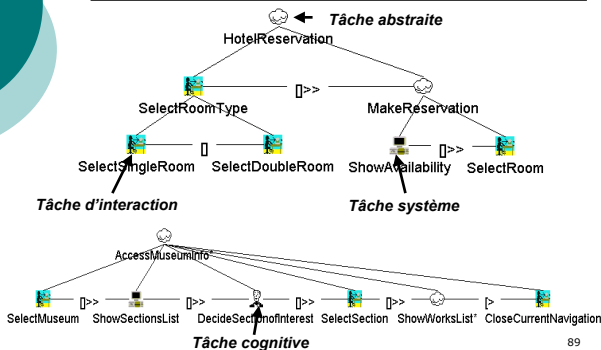 Tâche abstraite
HotelReservation
[]>>
SelectRoomType
MakeReservation
[]
[]>>
SelectSingleRoom
SelectDoubleRoom
ShowAvailability
SelectRoom
Tâche d'interaction
Tâche système
AccessMuseumInfo*
[]>>
[]>>
[]>>
[]>>
[>
SelectMuseum
ShowSectionsList
DecideSectionofInterest
SelectSection
ShowWorksList*
CloseCurrentNavigation
Tâche cognitive
89